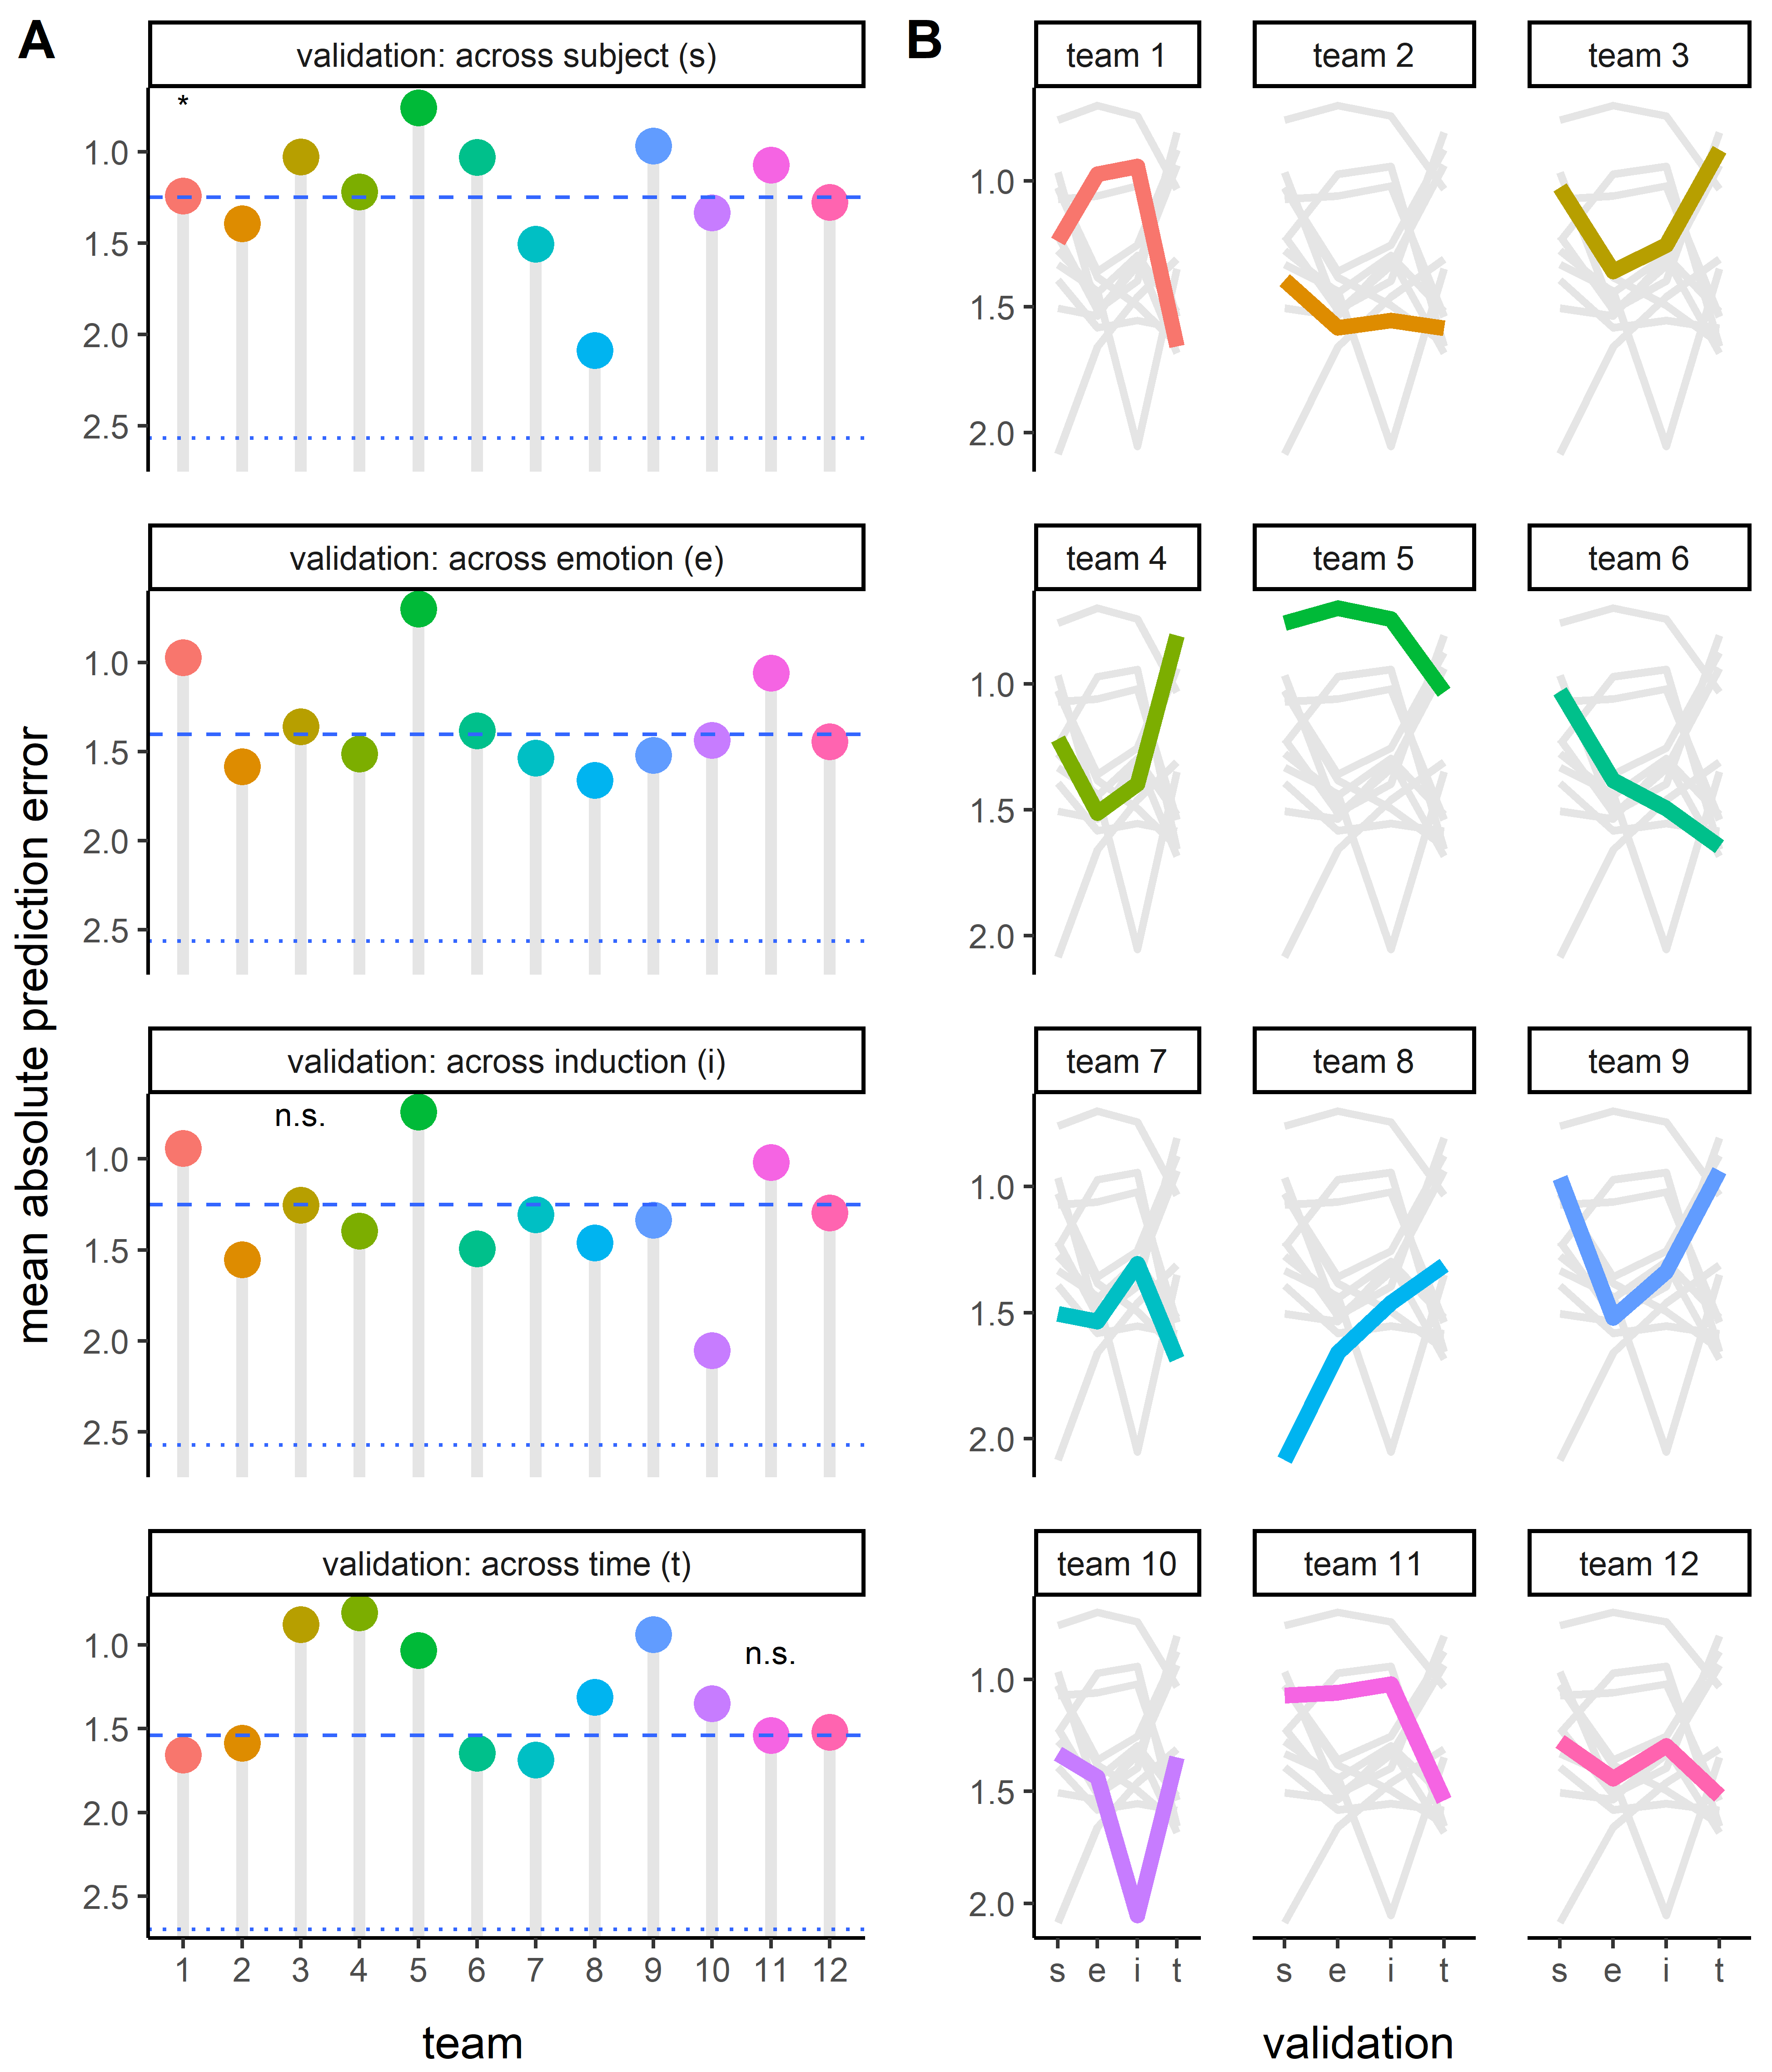 A
validation: across subject (s)
*
1.0
1.5
2.0
2.5
validation: across emotion (e)
1.0
1.5
2.0
2.5
validation: across induction (i)
n.s.
1.0
1.5
2.0
2.5
validation: across time (t)
n.s.
1.0
1.5
2.0
2.5
1 2 3 4 5 6 7 8 9 10 11 12
team
mean absolute prediction error
B
team 1 team 2 team 3
1.0
1.5
2.0
team 4 team 5 team 6
1.0
1.5
2.0
team 7 team 8 team 9
1.0
1.5
2.0
team 10 team 11 team 12
1.0
1.5
2.0
s e i t s e i t s e i t
validation